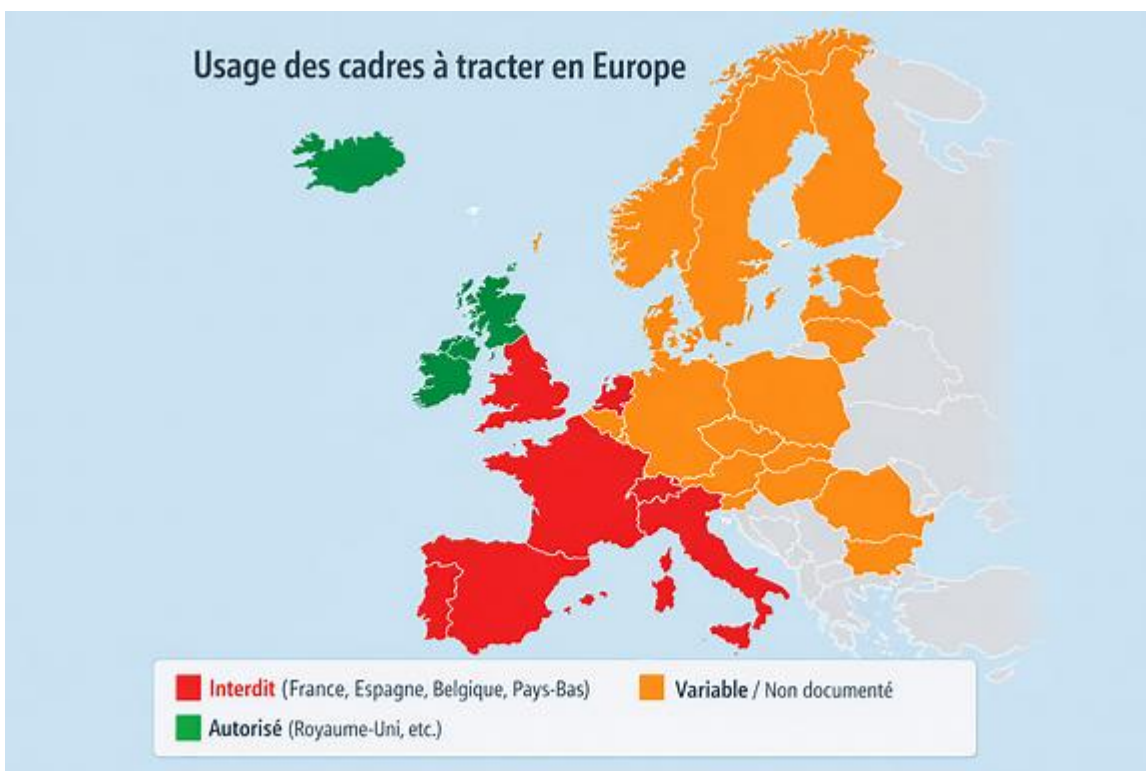 Usage des cadres à tracter en Europe
Interdit (France, Espagne, Belgique, Pays-Bas)
Variable / Non documenté
Autorisé (Royaume-Uni, etc.)